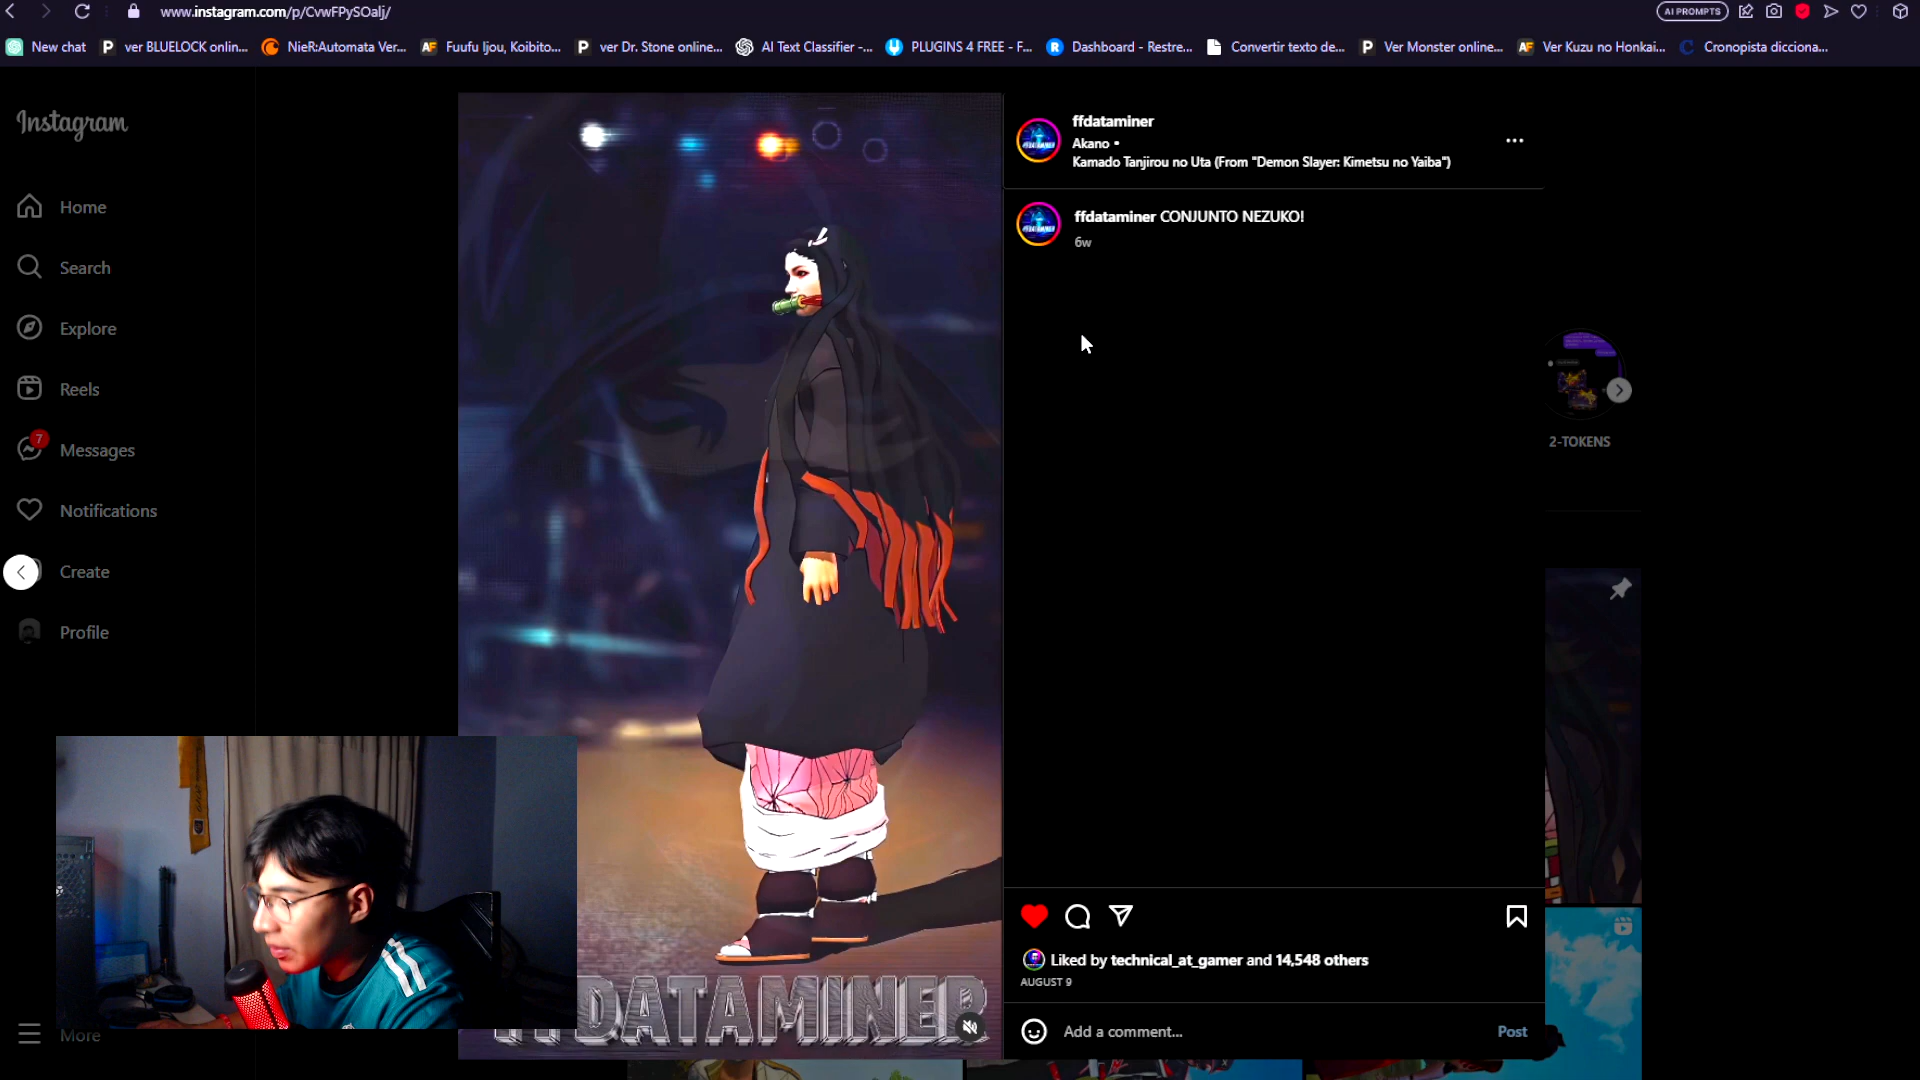 www.instagram.com/p/CvwFPySOalj/
AI PROMPTS
New chat
ver BLUELOCK onlin...
NieR:Automata Ver...
Fuufu Ijou, Koibito...
ver Dr. Stone online...
AI Text Classifier -...
PLUGINS 4 FREE - F...
Dashboard - Restre...
Convertir texto de...
Ver Monster online...
Ver Kuzu no Honkai...
Cronopista dicciona...
Instagram
Home
Search
Explore
Reels
7
Messages
Notifications
Create
Profile
More
ffdataminer
Akano •
Kamado Tanjirou no Uta (From "Demon Slayer: Kimetsu no Yaiba")
ffdataminer CONJUNTO NEZUKO!
6w
2-TOKENS
Liked by technical_at_gamer and 14,548 others
AUGUST 9
Add a comment...
Post
FFDATAMINER